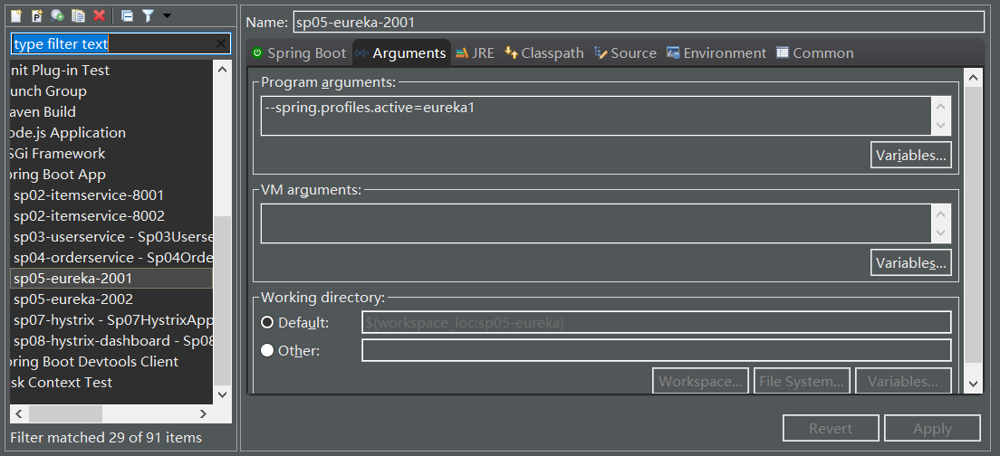 type filter text
nit Plug-in Test
unch Group
aven Build
ode.js Application
SGi Framework
oring Boot App
sp02-itemservice-8001
sp02-itemservice-8002
sp03-userservice - Sp03Userse
sp04-orderservice - Sp04Orde
sp05-eureka-2001
sp05-eureka-2002
sp07-hystrix - Sp07HystrixApp
sp08-hystrix-dashboard - Sp08
oring Boot Devtools Client
sk Context Test
Filter matched 29 of 91 items
Name: sp05-eureka-2001
Spring Boot Arguments JRE Classpath Source Environment Common
Program arguments:
--spring.profiles.active=eureka1
Variables...
VM arguments:
Variables...
Working directory:
Default: ${workspace_loc:sp05-eureka}
Other:
Workspace... File System... Variables...
Revert Apply